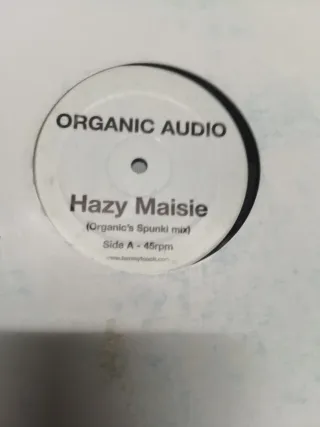 ORGANIC AUDIO
Hazy Maisie
(Organic's Spunki mix)
Side A - 45rpm